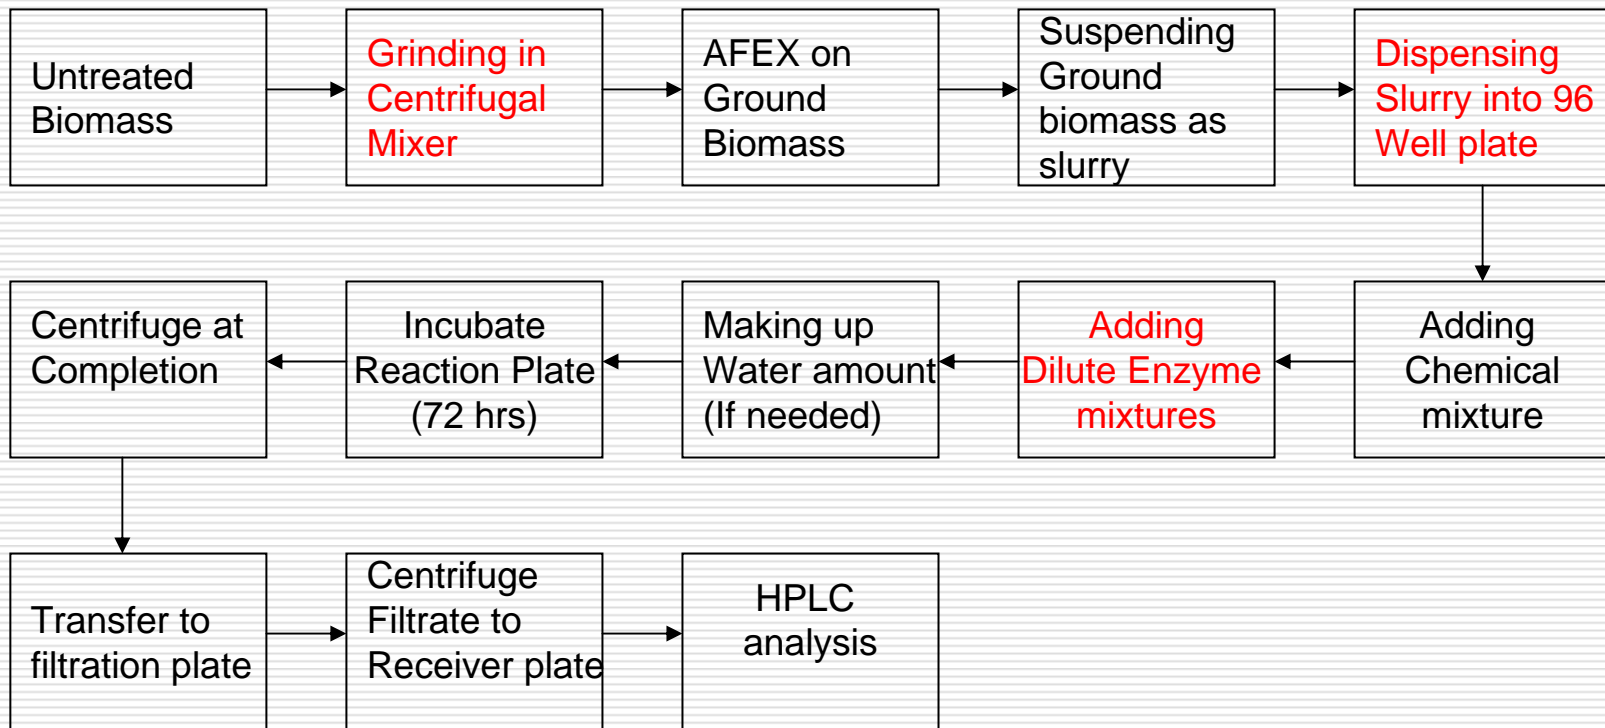 Untreated
Biomass
Grinding in
Centrifugal
Mixer
AFEX on
Ground
Biomass
Suspending
Ground
biomass as
slurry
Dispensing
Slurry into 96
Well plate
Adding
Chemical
mixture
Adding
Dilute Enzyme
mixtures
Making up
Water amount
(If needed)
Incubate
Reaction Plate
(72 hrs)
Centrifuge at
Completion
Transfer to
filtration plate
Centrifuge
Filtrate to
Receiver plate
HPLC
analysis